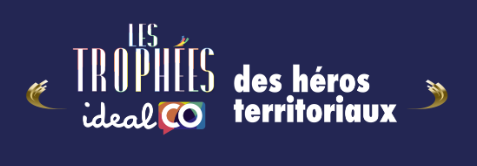 LES
TROPHÉES
idealCO
des héros
territoriaux